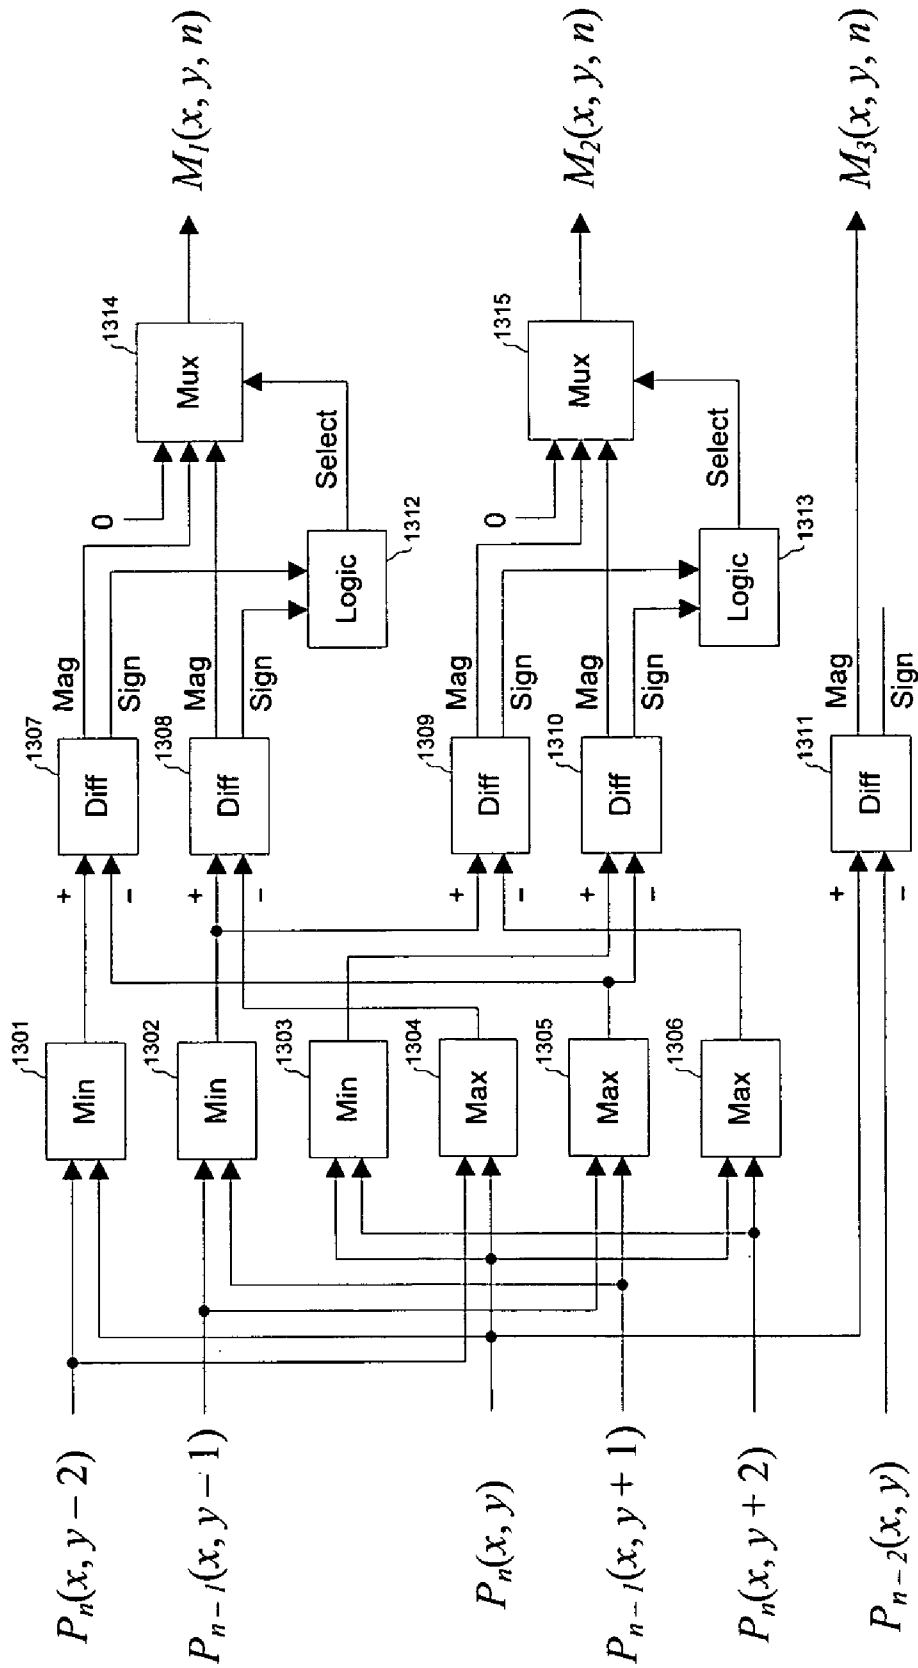 P_n(x, y − 2)
P_{n−1}(x, y − 1)
P_n(x, y)
P_{n−1}(x, y + 1)
P_n(x, y + 2)
P_{n−2}(x, y)
1301
Min
1302
Min
1303
Min
1304
Max
1305
Max
1306
Max
+
−
1307
Diff
Mag
Sign
+
−
1308
Diff
Mag
Sign
+
−
1309
Diff
Mag
Sign
+
−
1310
Diff
Mag
Sign
+
−
1311
Diff
Mag
Sign
0
Logic
1312
Select
1314
Mux
0
Logic
1313
Select
1315
Mux
M_1(x, y, n)
M_2(x, y, n)
M_3(x, y, n)